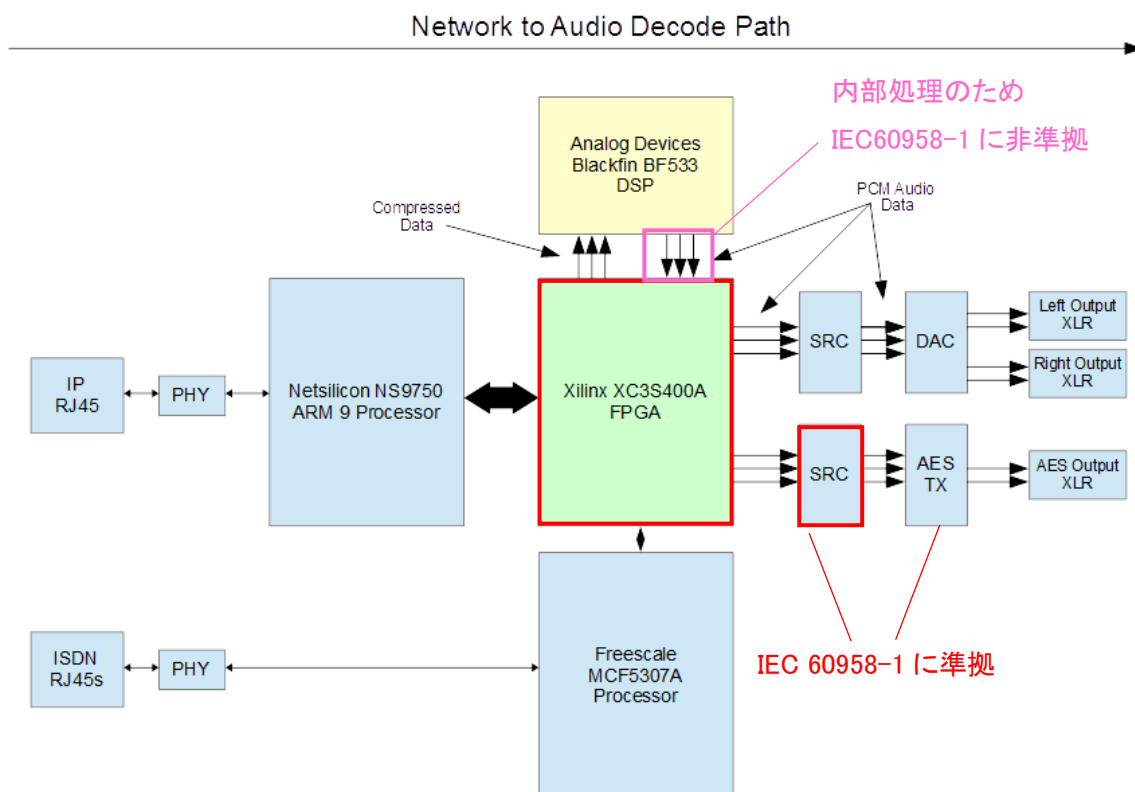 Network to Audio Decode Path
内部処理のため
IEC60958-1 に非準拠
Analog Devices
Blackfin BF533
DSP
Compressed
Data
PCM Audio
Data
IP
RJ45
PHY
Netsilicon NS9750
ARM 9 Processor
Xilinx XC3S400A
FPGA
SRC
DAC
Left Output
XLR
Right Output
XLR
SRC
AES
TX
AES Output
XLR
IEC 60958-1 に準拠
ISDN
RJ45s
PHY
Freescale
MCF5307A
Processor